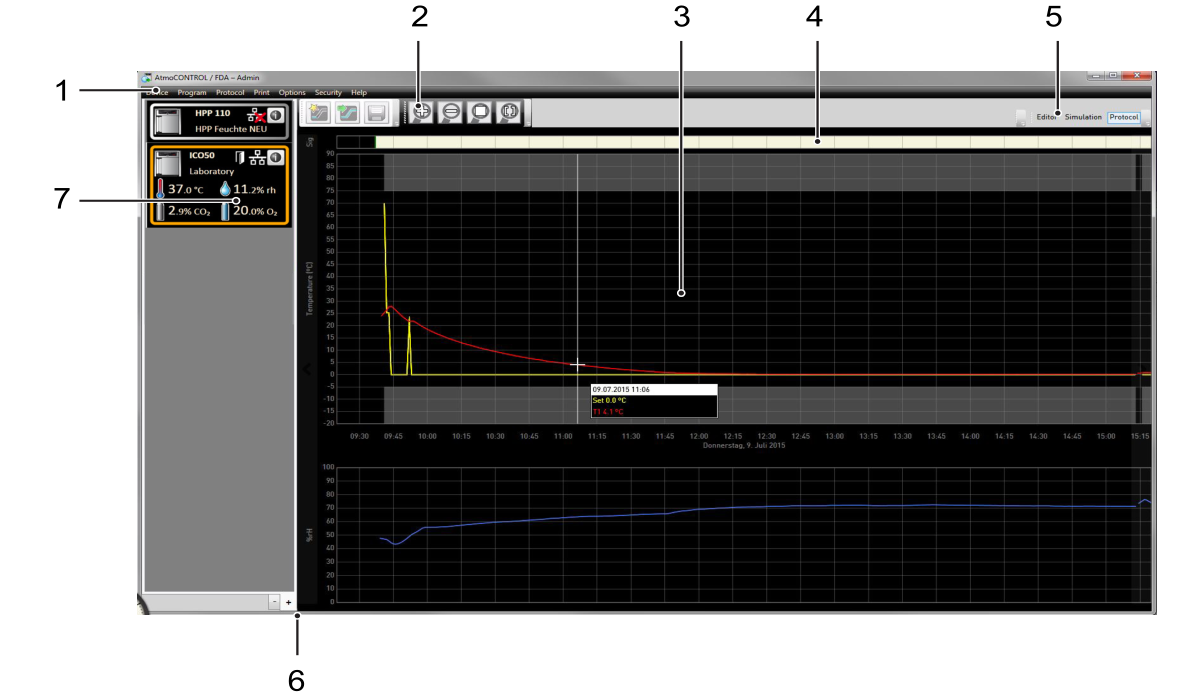 2 3 4 5
AtmoCONTROL / FDA – Admin
1
Device Program Protocol Print Options Security Help
HPP 110
HPP Feuchte NEU
Editor Simulation Protocol
Sig
ICO50
Laboratory
37.0 °C 11.2% rh
2.9% CO₂ 20.0% O₂
7
90
85
80
75
70
65
60
55
50
45
40
35
30
25
20
15
10
5
0
-5
-10
-15
-20
Temperature [°C]
09.07.2015 11:06
Set 0.0 °C
T1 4.1 °C
09:30 09:45 10:00 10:15 10:30 10:45 11:00 11:15 11:30 11:45 12:00 12:15 12:30 12:45 13:00 13:15 13:30 13:45 14:00 14:15 14:30 14:45 15:00 15:15
Donnerstag, 9. Juli 2015
100
90
80
70
60
50
40
30
20
10
0
%rH
- +
6